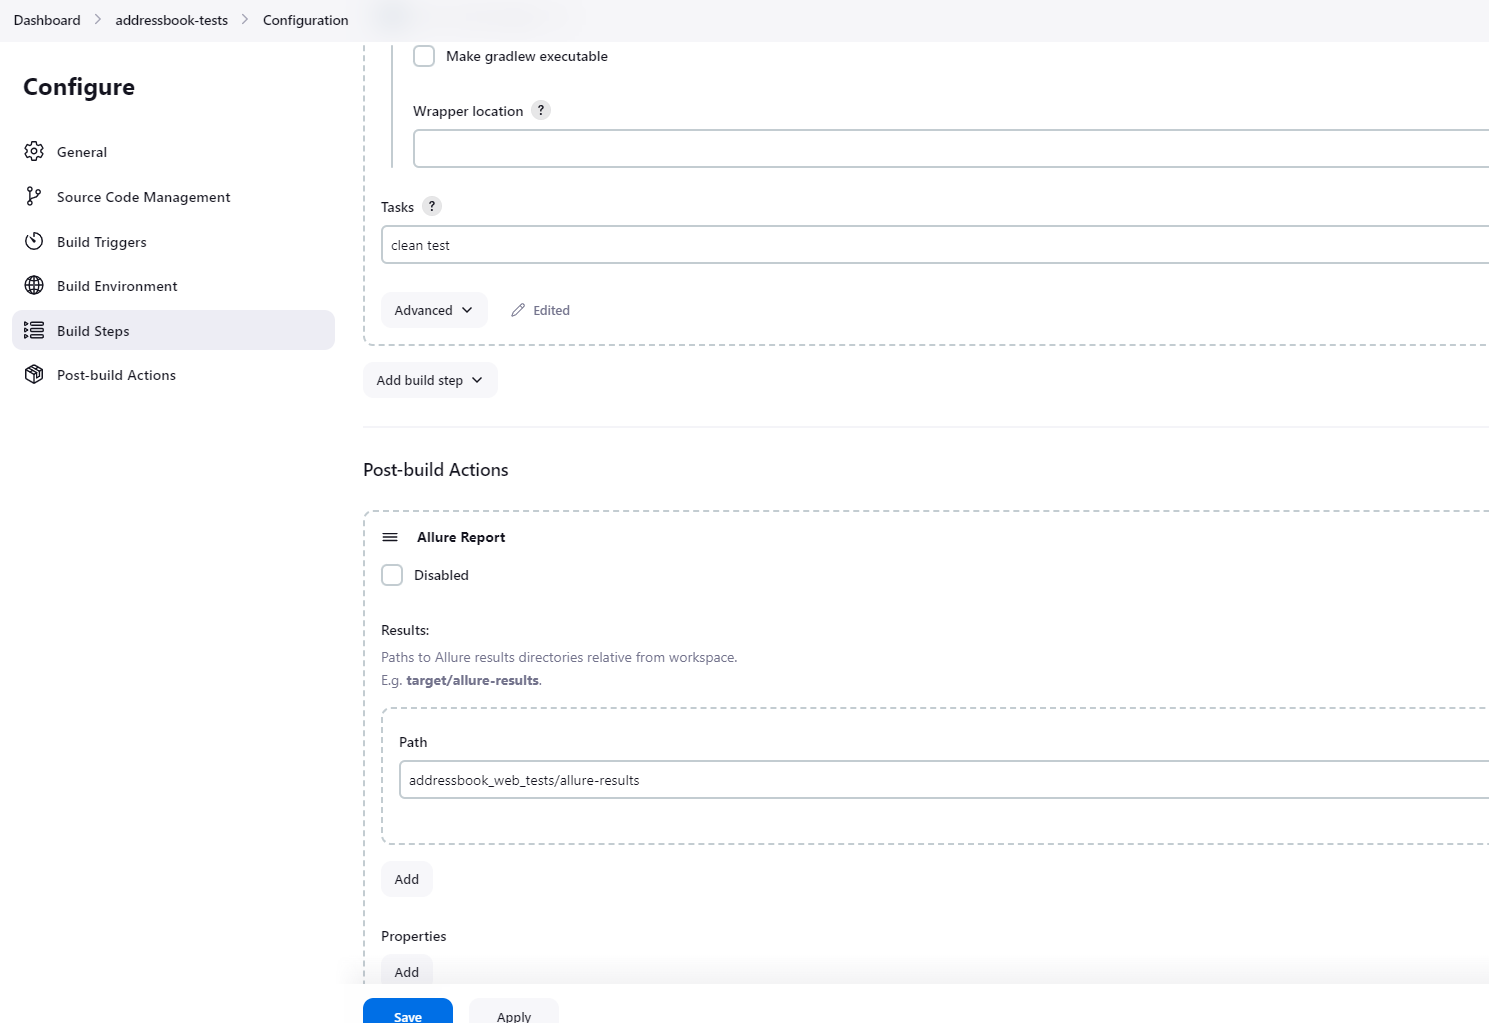 Dashboard > addressbook-tests > Configuration
Configure
General
Source Code Management
Build Triggers
Build Environment
Build Steps
Post-build Actions
Make gradlew executable
Wrapper location ?
Tasks ?
clean test
Advanced Edited
Add build step
Post-build Actions
Allure Report
Disabled
Results:
Paths to Allure results directories relative from workspace.
E.g. target/allure-results.
Path
addressbook_web_tests/allure-results
Add
Properties
Add
Save Apply